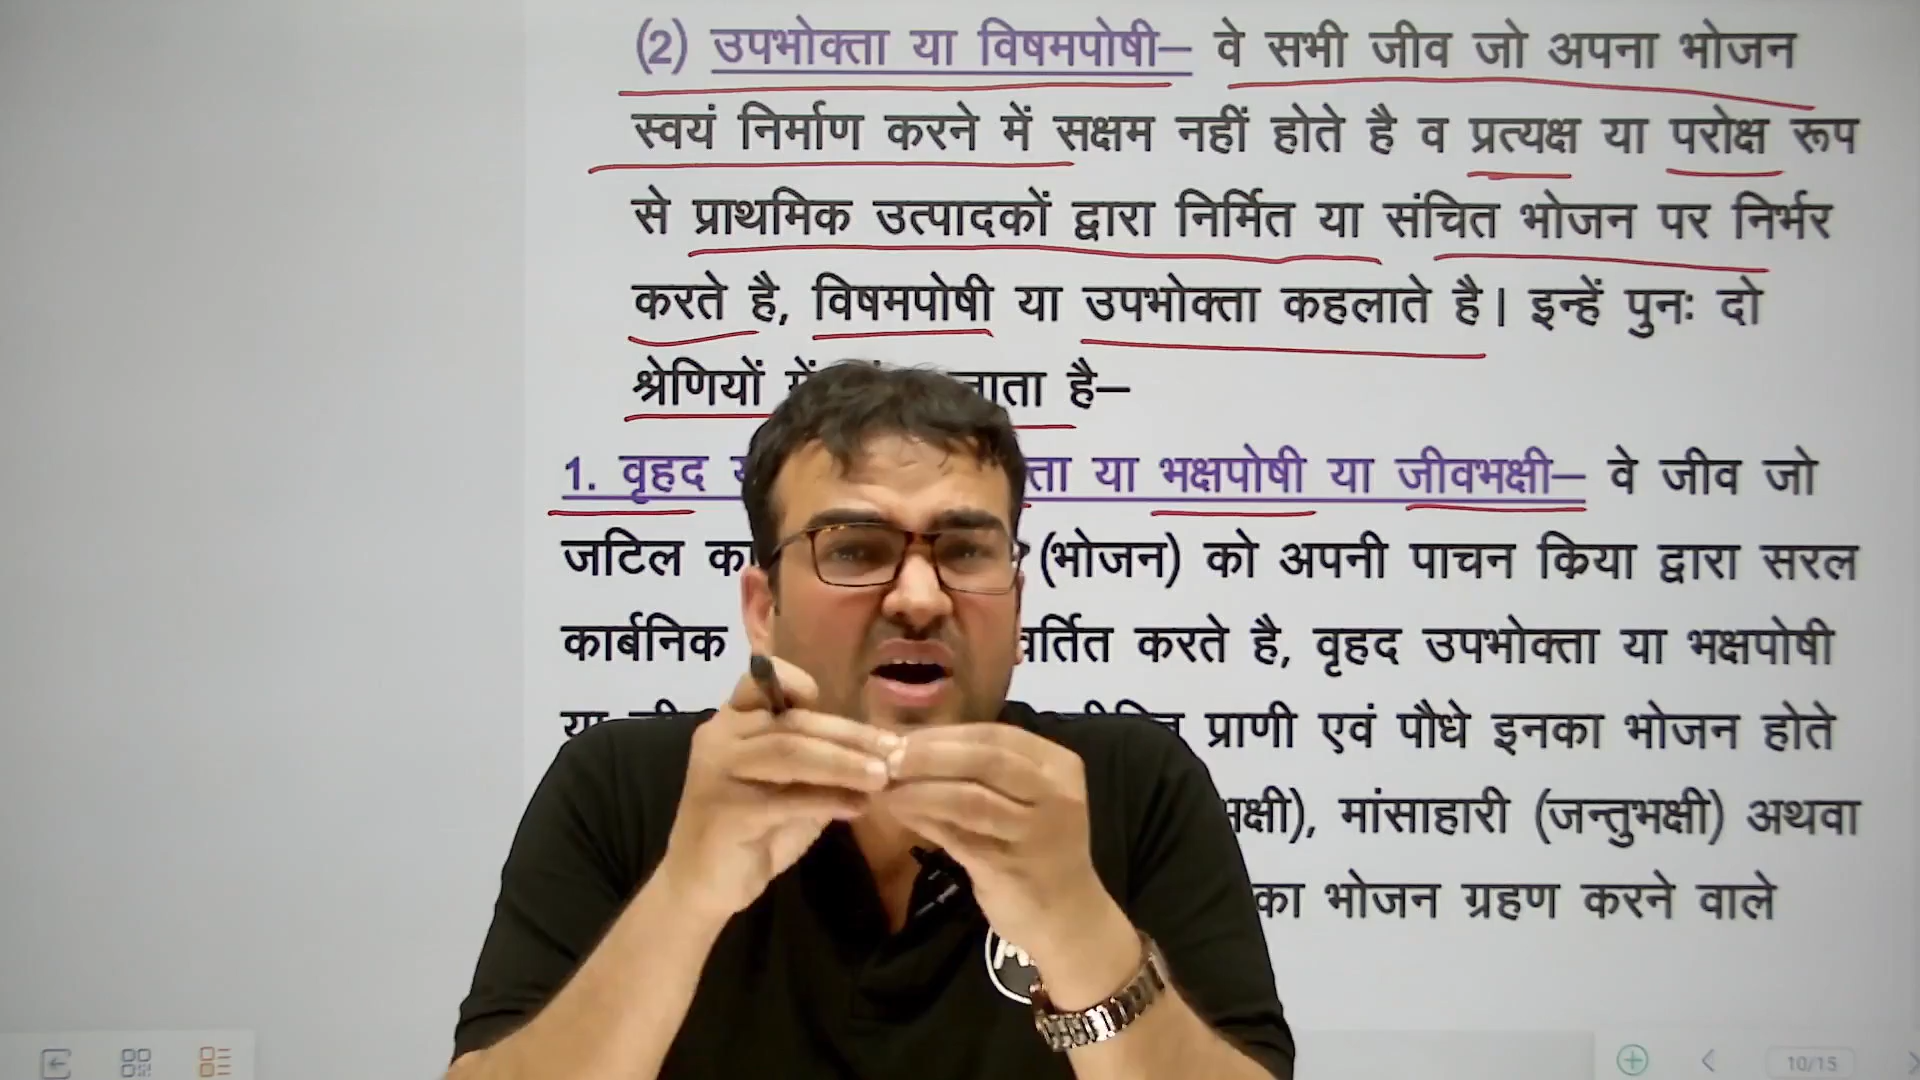 (2) उपभोक्ता या विषमपोषी– वे सभी जीव जो अपना भोजन
स्वयं निर्माण करने में सक्षम नहीं होते है व प्रत्यक्ष या परोक्ष रूप
से प्राथमिक उत्पादकों द्वारा निर्मित या संचित भोजन पर निर्भर
करते है, विषमपोषी या उपभोक्ता कहलाते है। इन्हें पुनः दो
श्रेणियों में है–
1. वृहद या भक्षपोषी या जीवभक्षी– वे जीव जो
जटिल (भोजन) को अपनी पाचन क्रिया द्वारा सरल
कार्बनिक करते है, वृहद उपभोक्ता या भक्षपोषी
प्राणी एवं पौधे इनका भोजन होते
मांसाहारी (जन्तुभक्षी) अथवा
का भोजन ग्रहण करने वाले
10/15